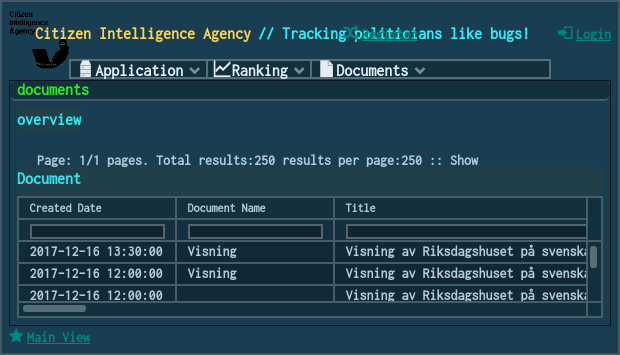 Citizen
Intelligence
Agency
Citizen Intelligence Agency // Tracking politicians like bugs!
Login
Application
Ranking
Documents
documents
overview
Page: 1/1 pages. Total results:250 results per page:250 :: Show
Document
Created Date
Document Name
Title
2017-12-16 13:30:00
Visning
Visning av Riksdagshuset på svenska
2017-12-16 12:00:00
Visning
Visning av Riksdagshuset på svenska
2017-12-16 12:00:00
Visning av Riksdagshuset på svenska
Main View